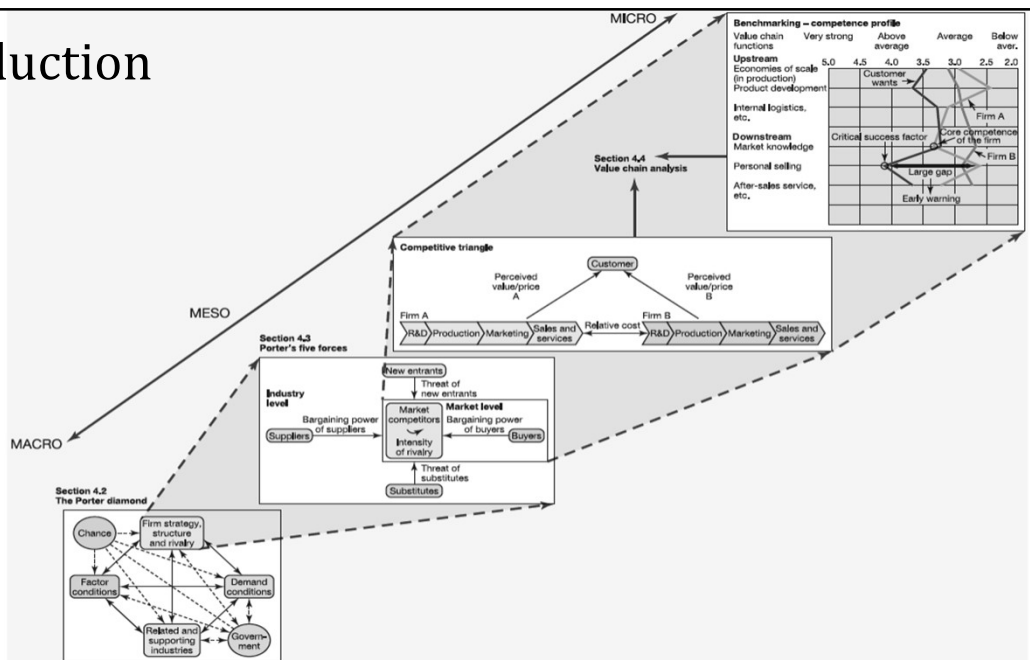 luction
MICRO
MESO
MACRO
Benchmarking – competence profile
Value chain functions
Very strong
Above average
Average
Below aver.
5.0 4.5 4.0 3.5 3.0 2.5 2.0
Upstream
Economies of scale
(in production)
Product development
Internal logistics,
etc.
Downstream
Market knowledge
Personal selling
After-sales service,
etc.
Customer
wants
Firm A
Critical success factor
Core competence
of the firm
Firm B
Large gap
Early warning
Section 4.4
Value chain analysis
Competitive triangle
Customer
Perceived
value/price
A
Perceived
value/price
B
Firm A
R&D Production Marketing Sales and
services
Relative cost
Firm B
R&D Production Marketing Sales and
services
Section 4.3
Porter's five forces
New entrants
Threat of
new entrants
Industry
level
Market level
Bargaining power
of suppliers
Suppliers
Market
competitors
Intensity
of rivalry
Bargaining power
of buyers
Buyers
Threat of
substitutes
Substitutes
Section 4.2
The Porter diamond
Chance
Firm strategy,
structure
and rivalry
Factor
conditions
Demand
conditions
Related and
supporting
industries
Govern-
ment